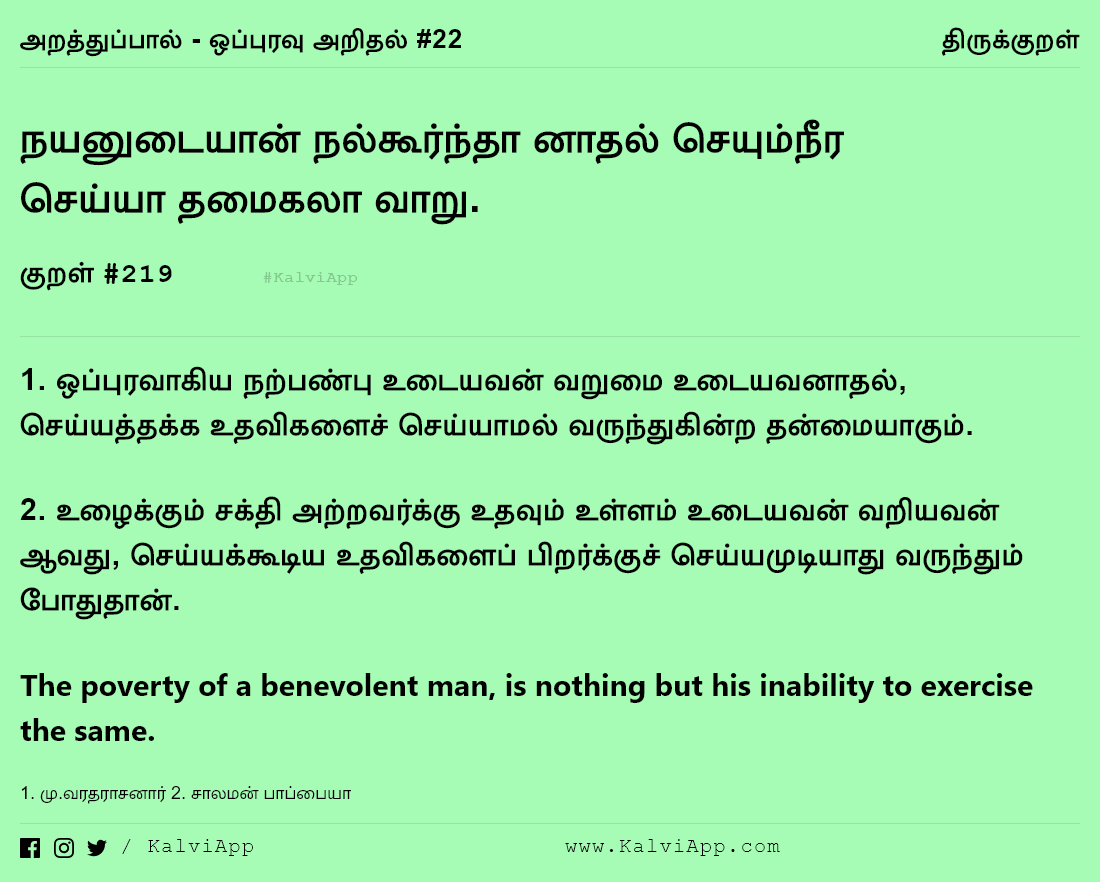 அறத்துப்பால் - ஒப்புரவு அறிதல் #22
திருக்குறள்
நயனுடையான் நல்கூர்ந்தா னாதல் செயும்நீர
செய்யா தமைகலா வாறு.
குறள் #219
#KalviApp
1. ஒப்புரவாகிய நற்பண்பு உடையவன் வறுமை உடையவனாதல்,
செய்யத்தக்க உதவிகளைச் செய்யாமல் வருந்துகின்ற தன்மையாகும்.
2. உழைக்கும் சக்தி அற்றவர்க்கு உதவும் உள்ளம் உடையவன் வறியவன்
ஆவது, செய்யக்கூடிய உதவிகளைப் பிறர்க்குச் செய்யமுடியாது வருந்தும்
போதுதான்.
The poverty of a benevolent man, is nothing but his inability to exercise
the same.
1. மு.வரதராசனார் 2. சாலமன் பாப்பையா
/ KalviApp
www.KalviApp.com